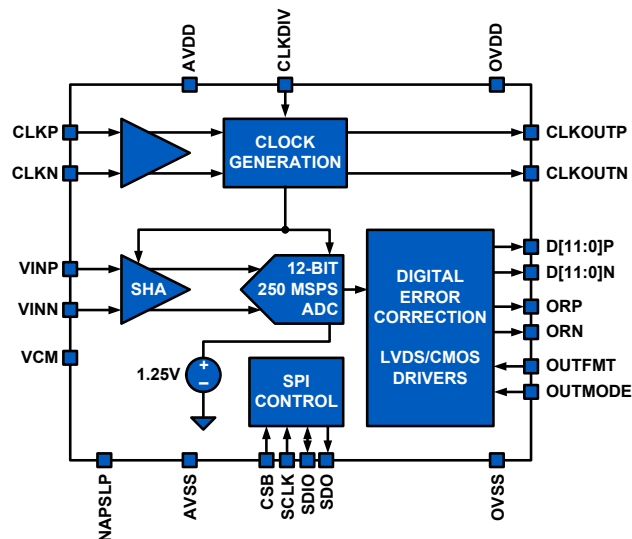 AVDD
CLKDIV
OVDD
CLKP
CLKN
CLOCK
GENERATION
CLKOUTP
CLKOUTN
VINP
VINN
VCM
SHA
12-BIT
250 MSPS
ADC
1.25V
+
−
SPI
CONTROL
DIGITAL
ERROR
CORRECTION
LVDS/CMOS
DRIVERS
D[11:0]P
D[11:0]N
ORP
ORN
OUTFMT
OUTMODE
NAPSLP
AVSS
CSB
SCLK
SDIO
SDO
OVSS